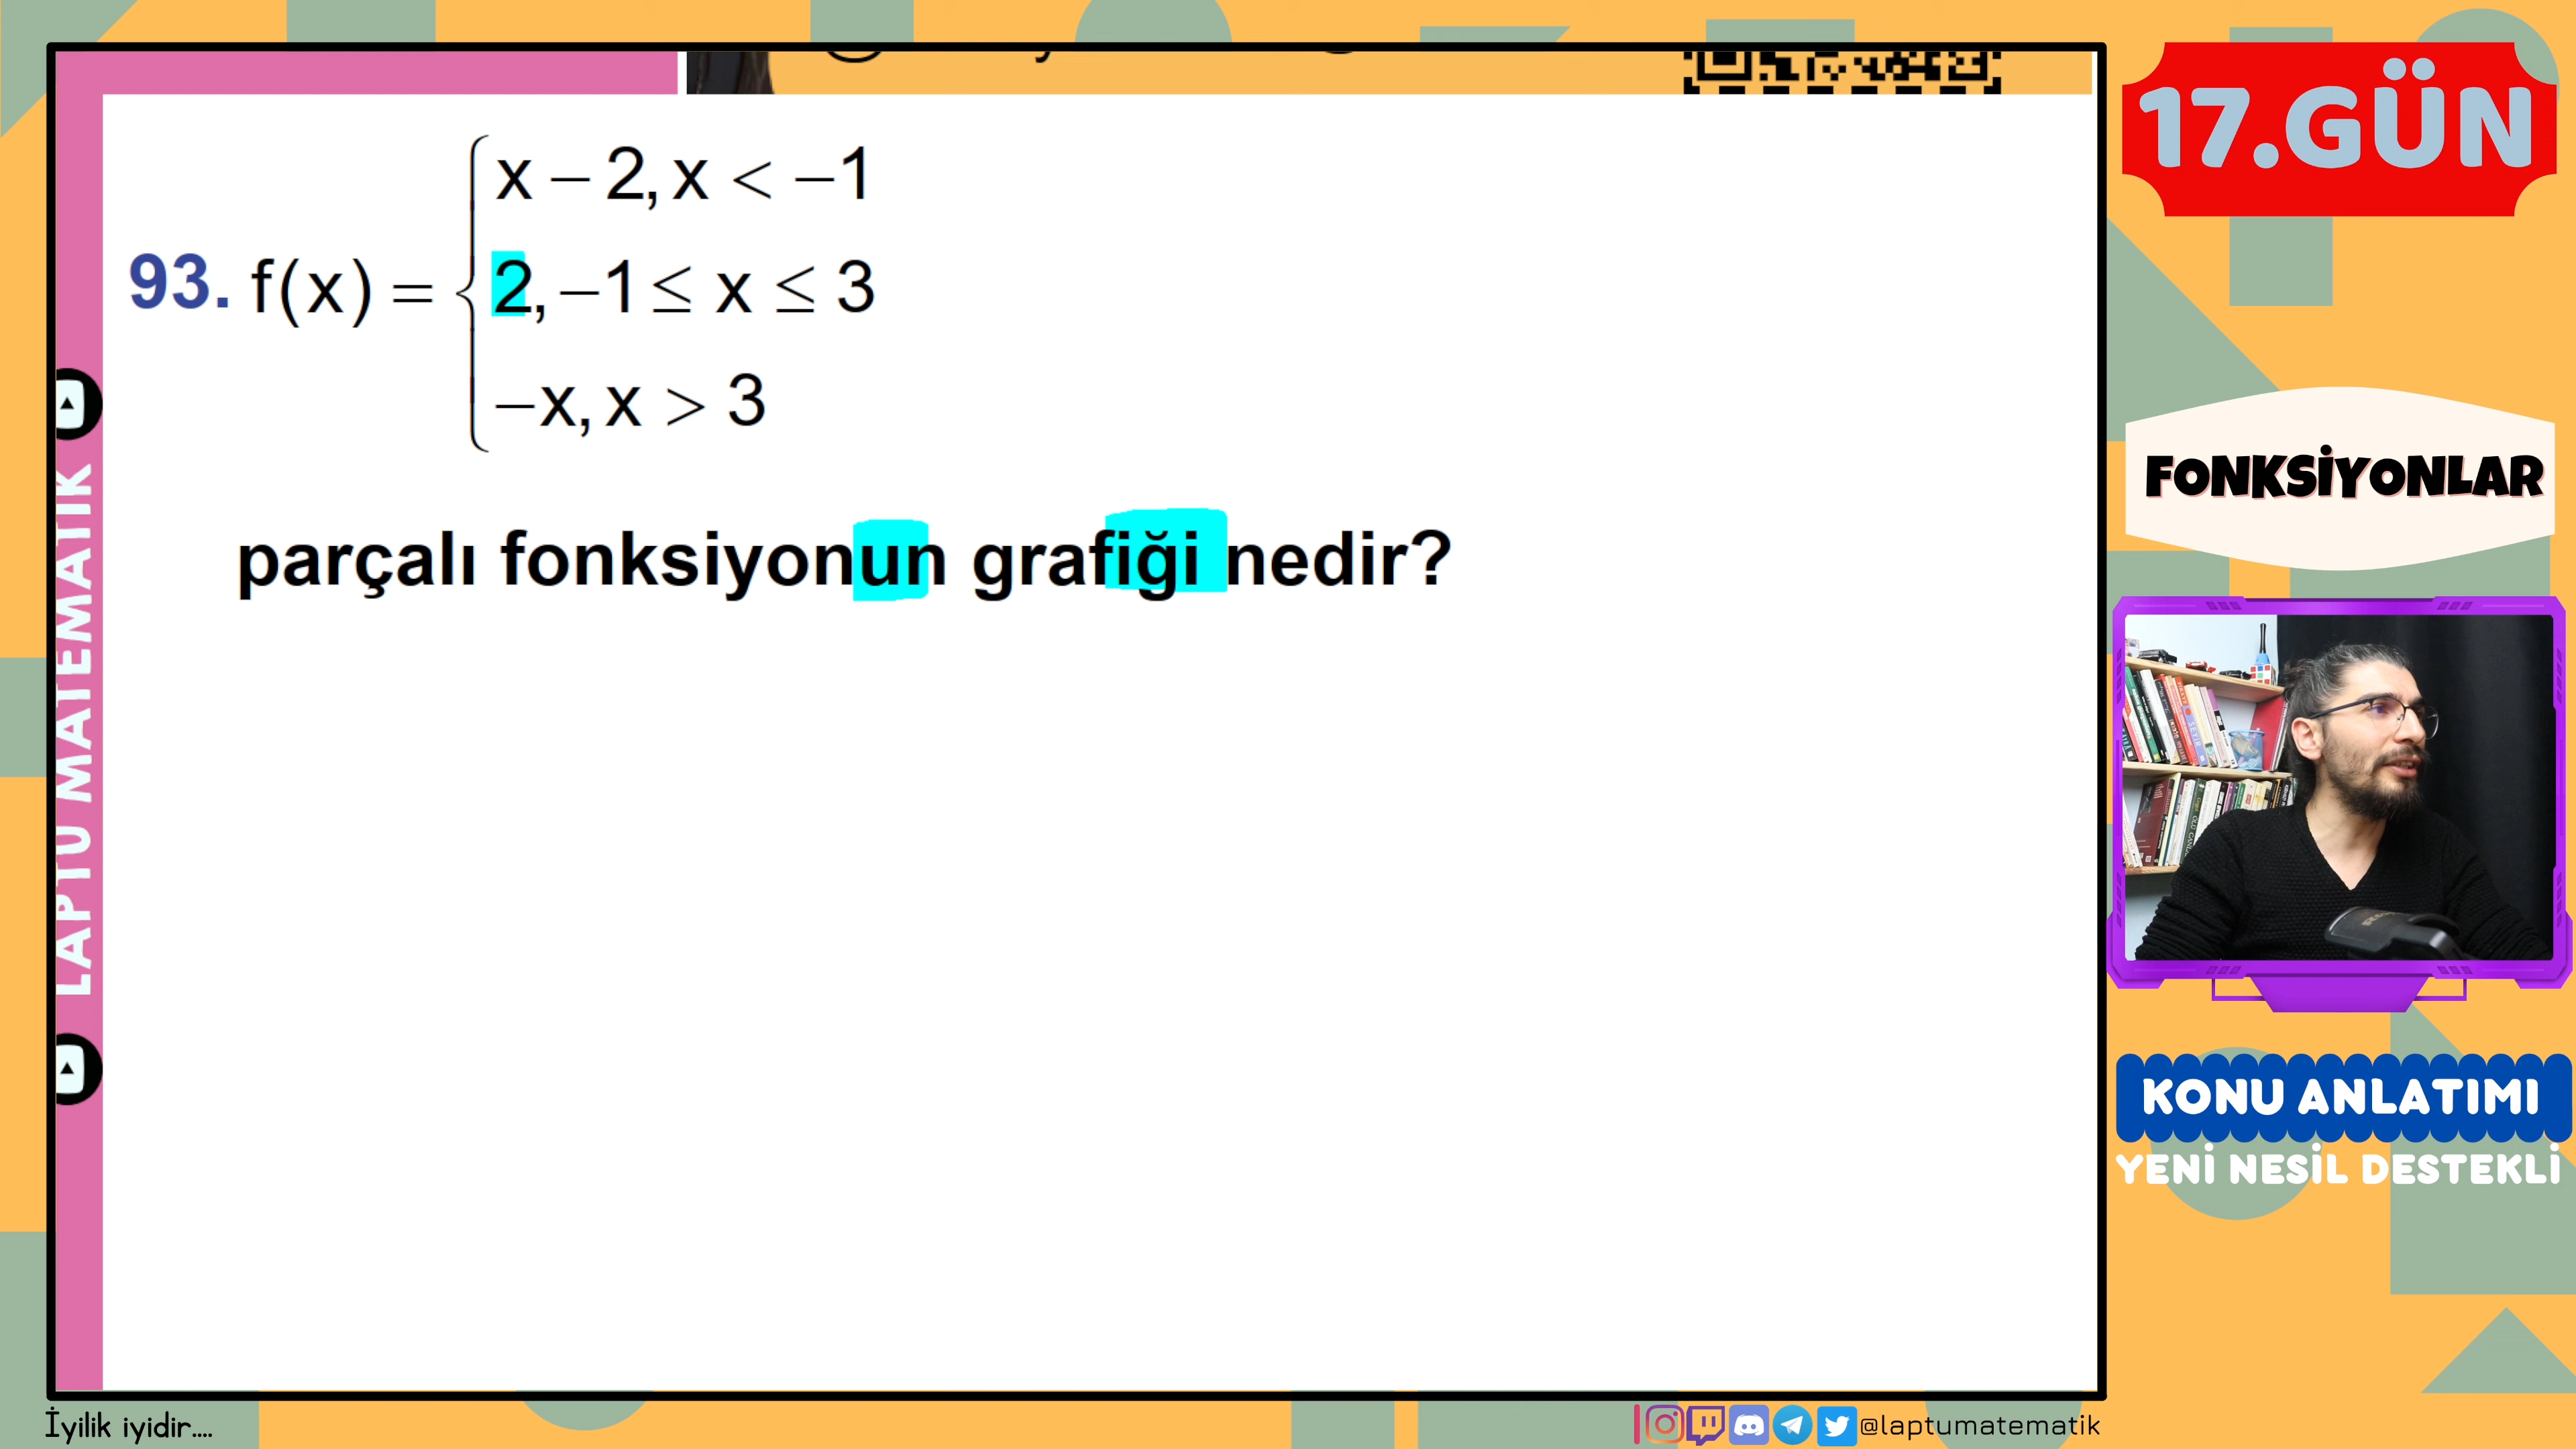 17.GÜN
x – 2, x < –1
93. f(x) = 2, –1 ≤ x ≤ 3
–x, x > 3
parçalı fonksiyonun grafiği nedir?
LAPTU MATEMATIK
FONKSİYONLAR
KONU ANLATIMI
YENİ NESİL DESTEKLİ
İyilik iyidir....
@laptumatematik